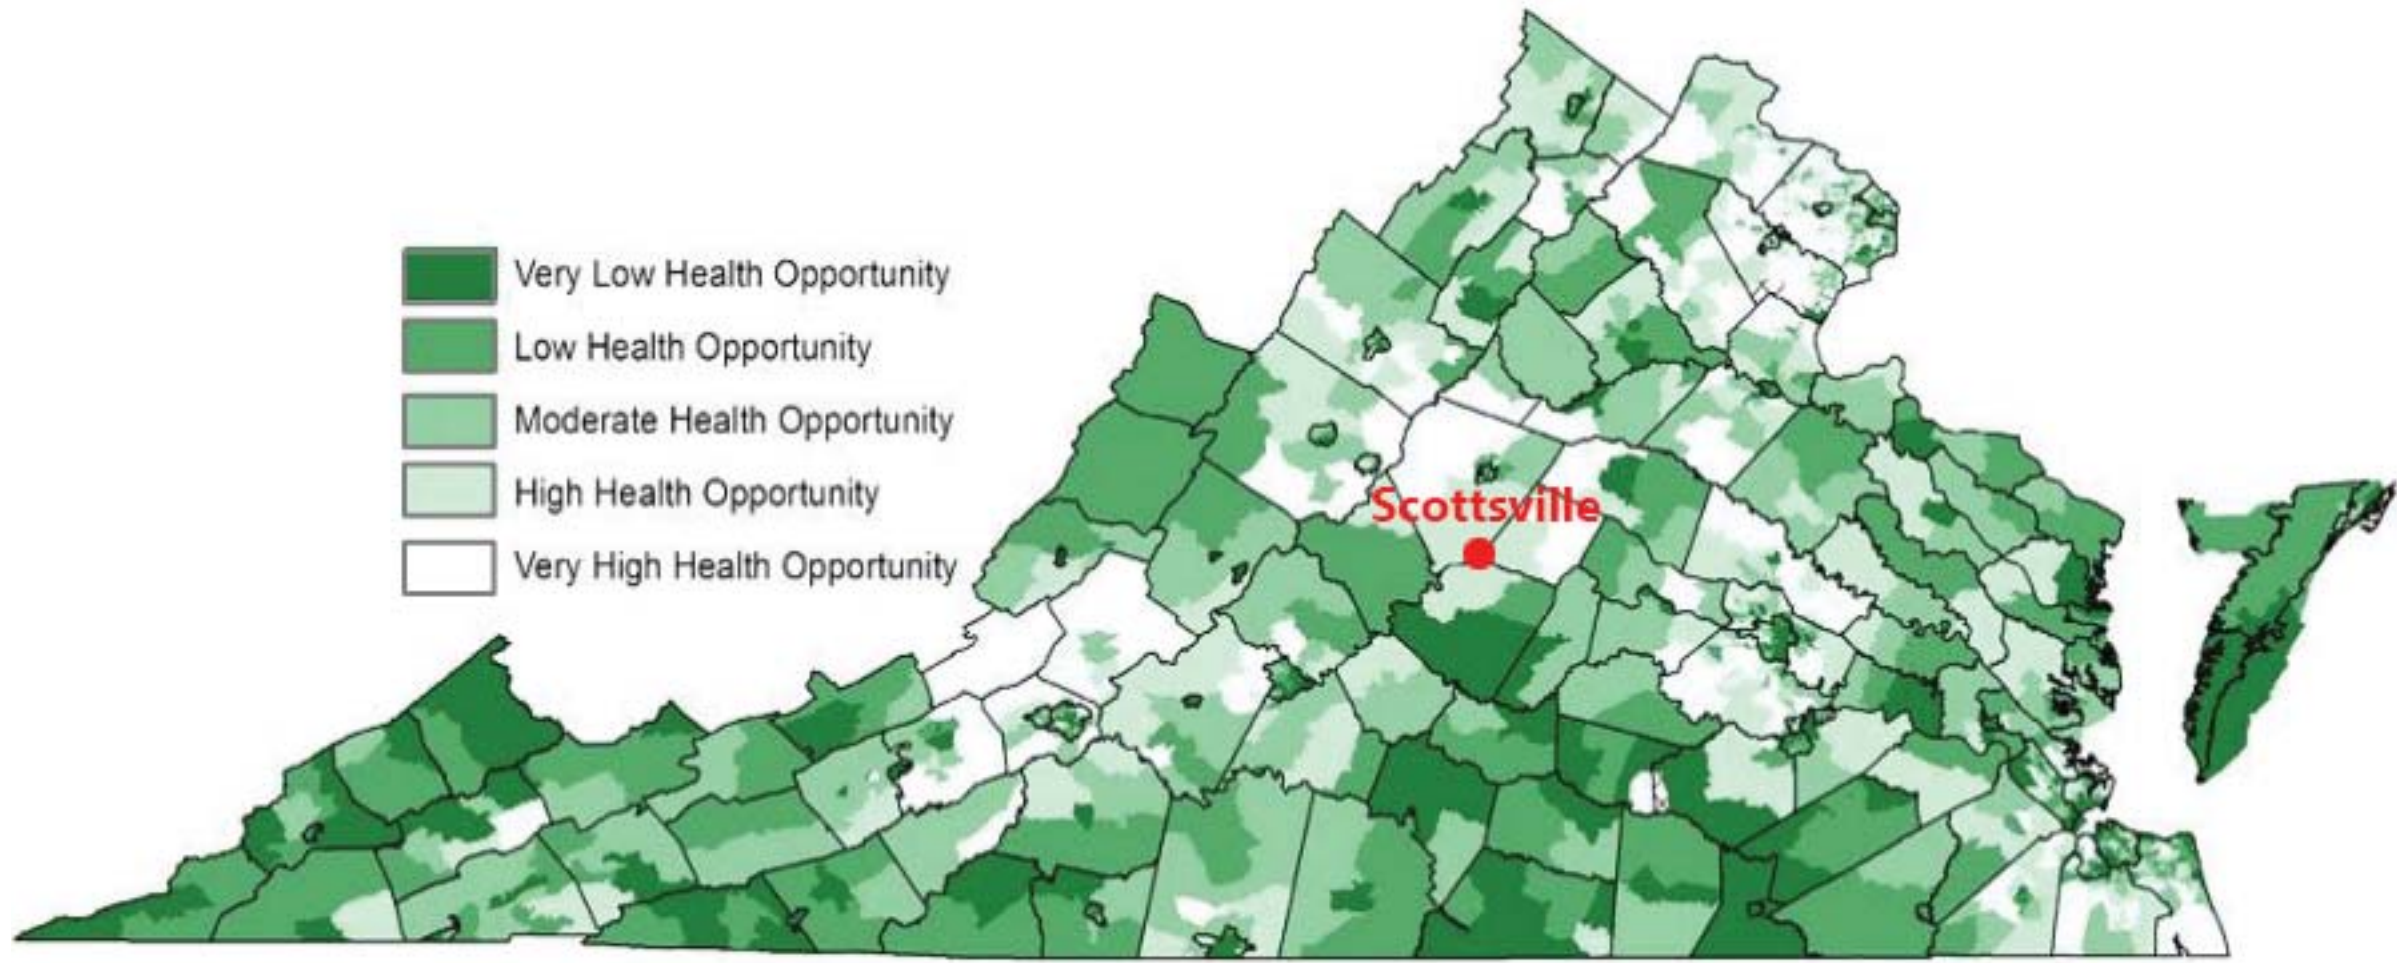 Very Low Health Opportunity
Low Health Opportunity
Moderate Health Opportunity
High Health Opportunity
Very High Health Opportunity
Scottsville